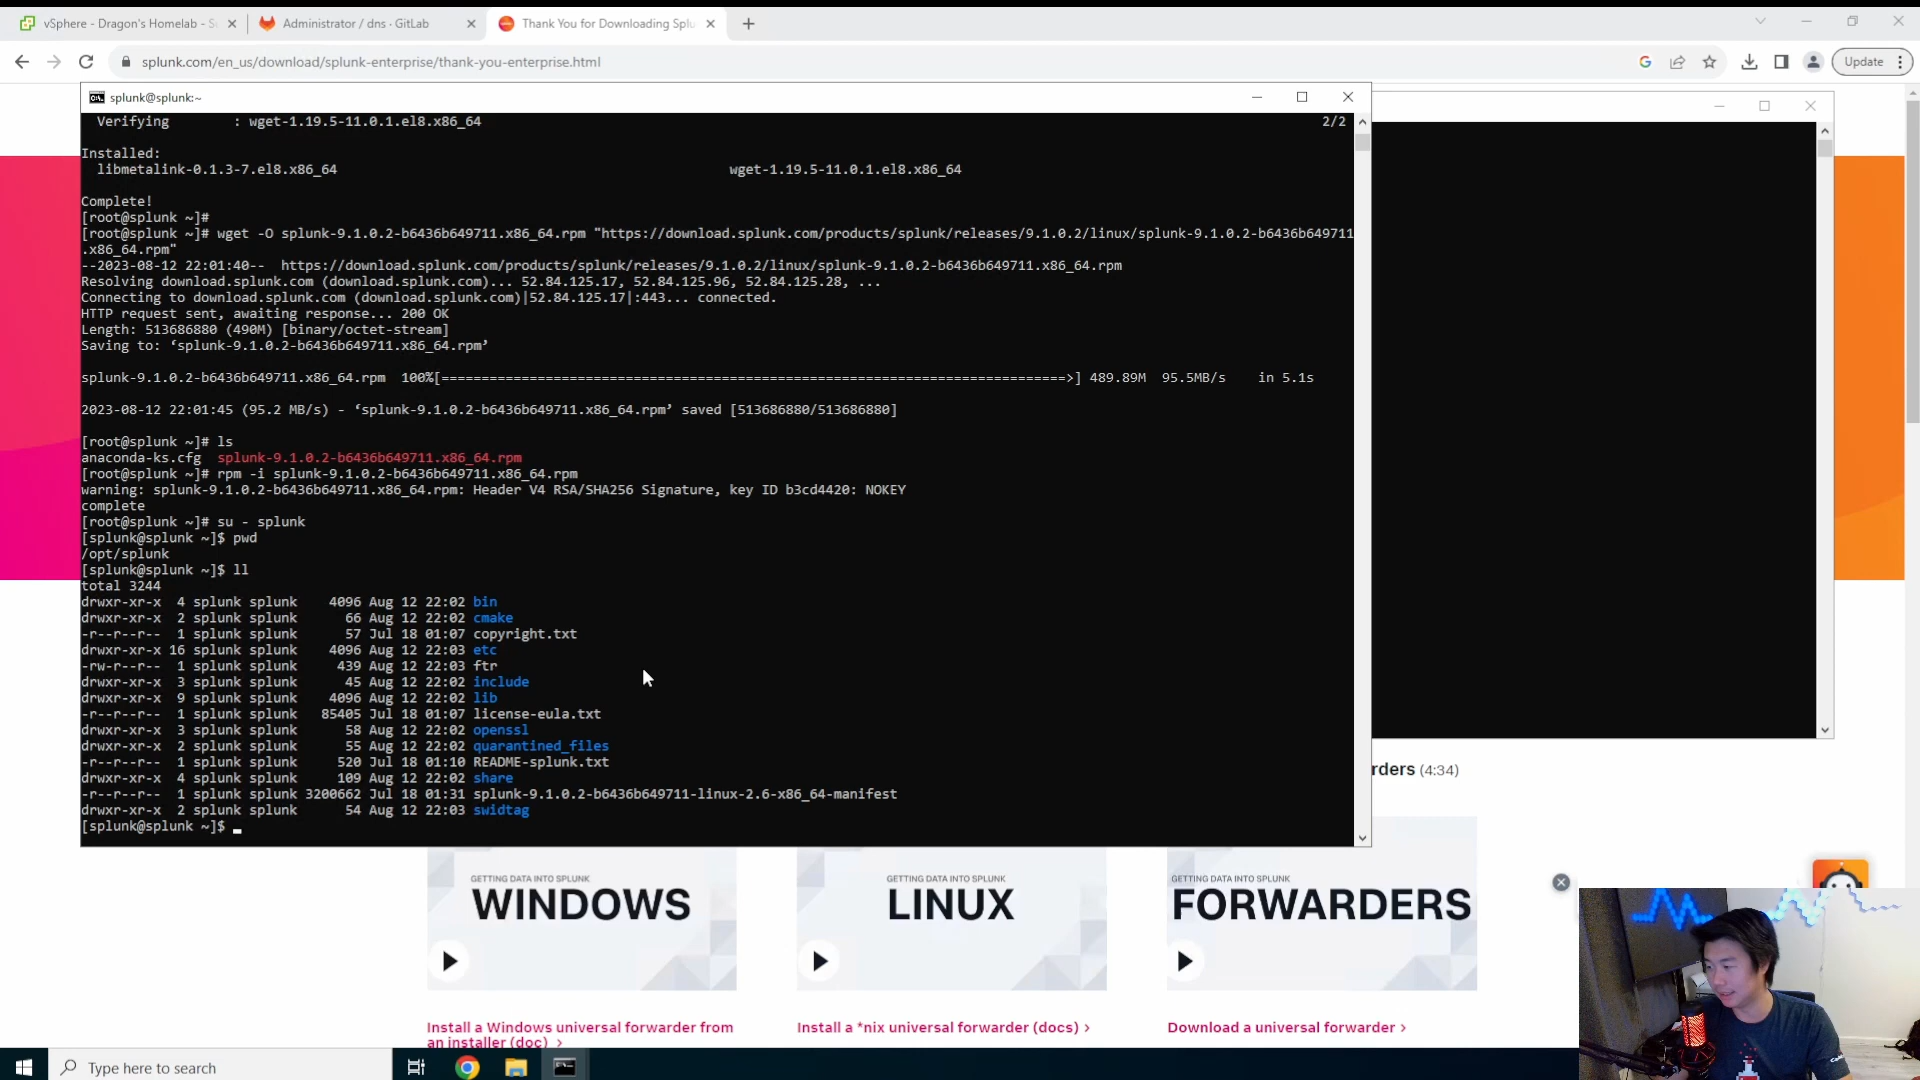 vSphere - Dragon's Homelab - S
Administrator / dns · GitLab
Thank You for Downloading Splu
splunk.com/en_us/download/splunk-enterprise/thank-you-enterprise.html
Update
splunk@splunk:~
Verifying        : wget-1.19.5-11.0.1.el8.x86_64 2/2
Installed:
libmetalink-0.1.3-7.el8.x86_64 wget-1.19.5-11.0.1.el8.x86_64
Complete!
[root@splunk ~]#
[root@splunk ~]# wget -O splunk-9.1.0.2-b6436b649711.x86_64.rpm "https://download.splunk.com/products/splunk/releases/9.1.0.2/linux/splunk-9.1.0.2-b6436b649711
.x86_64.rpm"
--2023-08-12 22:01:40--  https://download.splunk.com/products/splunk/releases/9.1.0.2/linux/splunk-9.1.0.2-b6436b649711.x86_64.rpm
Resolving download.splunk.com (download.splunk.com)... 52.84.125.17, 52.84.125.96, 52.84.125.28, ...
Connecting to download.splunk.com (download.splunk.com)|52.84.125.17|:443... connected.
HTTP request sent, awaiting response... 200 OK
Length: 513686880 (490M) [binary/octet-stream]
Saving to: ‘splunk-9.1.0.2-b6436b649711.x86_64.rpm’
splunk-9.1.0.2-b6436b649711.x86_64.rpm  100%[==============================================================================>] 489.89M  95.5MB/s    in 5.1s
2023-08-12 22:01:45 (95.2 MB/s) - ‘splunk-9.1.0.2-b6436b649711.x86_64.rpm’ saved [513686880/513686880]
[root@splunk ~]# ls
anaconda-ks.cfg  splunk-9.1.0.2-b6436b649711.x86_64.rpm
[root@splunk ~]# rpm -i splunk-9.1.0.2-b6436b649711.x86_64.rpm
warning: splunk-9.1.0.2-b6436b649711.x86_64.rpm: Header V4 RSA/SHA256 Signature, key ID b3cd4420: NOKEY
complete
[root@splunk ~]# su - splunk
[splunk@splunk ~]$ pwd
/opt/splunk
[splunk@splunk ~]$ ll
total 3244
drwxr-xr-x  4 splunk splunk    4096 Aug 12 22:02 bin
drwxr-xr-x  2 splunk splunk      66 Aug 12 22:02 cmake
-r--r--r--  1 splunk splunk      57 Jul 18 01:07 copyright.txt
drwxr-xr-x 16 splunk splunk    4096 Aug 12 22:03 etc
-rw-r--r--  1 splunk splunk     439 Aug 12 22:03 ftr
drwxr-xr-x  3 splunk splunk      45 Aug 12 22:02 include
drwxr-xr-x  9 splunk splunk    4096 Aug 12 22:02 lib
-r--r--r--  1 splunk splunk   85405 Jul 18 01:07 license-eula.txt
drwxr-xr-x  3 splunk splunk      58 Aug 12 22:02 openssl
drwxr-xr-x  2 splunk splunk      55 Aug 12 22:02 quarantined_files
-r--r--r--  1 splunk splunk     520 Jul 18 01:10 README-splunk.txt
drwxr-xr-x  4 splunk splunk     109 Aug 12 22:02 share
-r--r--r--  1 splunk splunk 3200662 Jul 18 01:31 splunk-9.1.0.2-b6436b649711-linux-2.6-x86_64-manifest
drwxr-xr-x  2 splunk splunk      54 Aug 12 22:03 swidtag
[splunk@splunk ~]$
rders (4:34)
GETTING DATA INTO SPLUNK
WINDOWS
GETTING DATA INTO SPLUNK
LINUX
GETTING DATA INTO SPLUNK
FORWARDERS
Install a Windows universal forwarder from
an installer (doc) >
Install a *nix universal forwarder (docs) >
Download a universal forwarder >
Type here to search